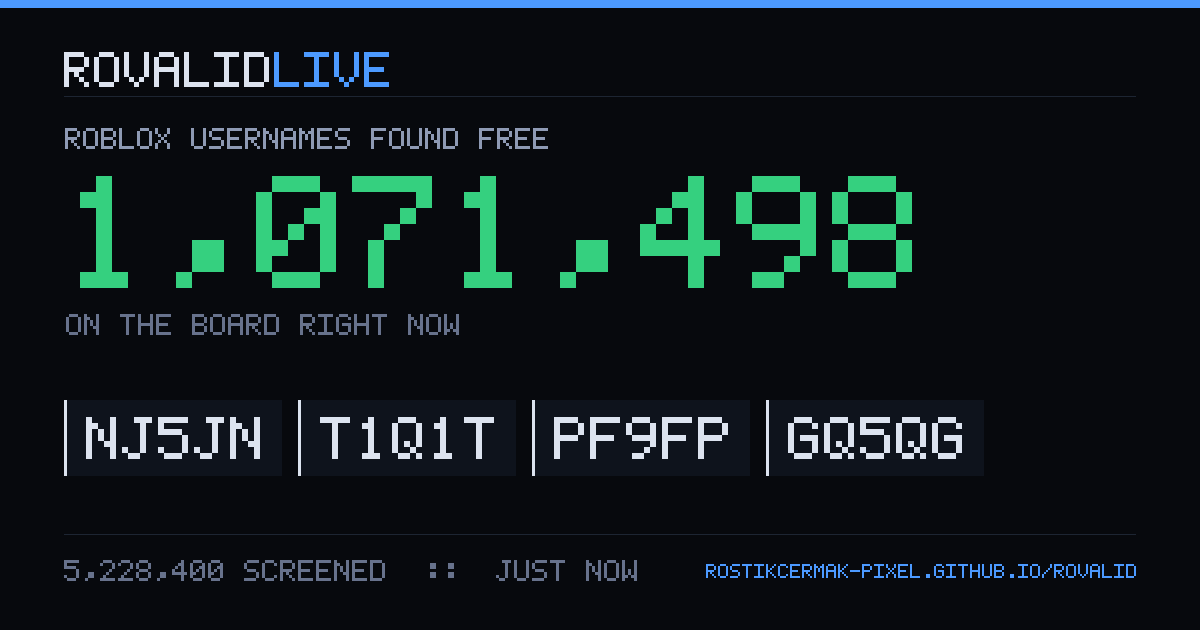 ROVALIDLIVE
ROBLOX USERNAMES FOUND FREE
1,071,498
ON THE BOARD RIGHT NOW
NJ5JN T1Q1T PF9FP GQ5QG
5,228,400 SCREENED :: JUST NOW ROSTIKCERMAK-PIXEL.GITHUB.IO/ROVALID